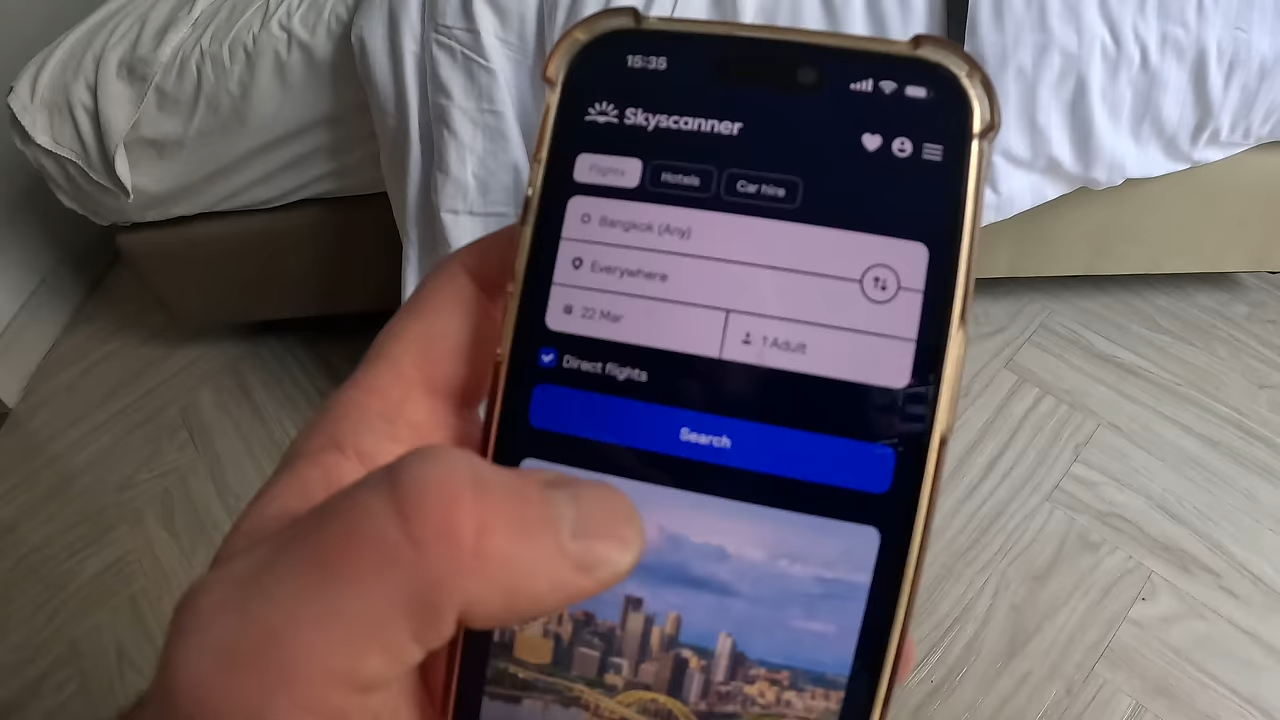 15:35
Skyscanner
Flights
Hotels
Car hire
Bangkok (Any)
Everywhere
22 Mar
1 Adult
Direct flights
Search